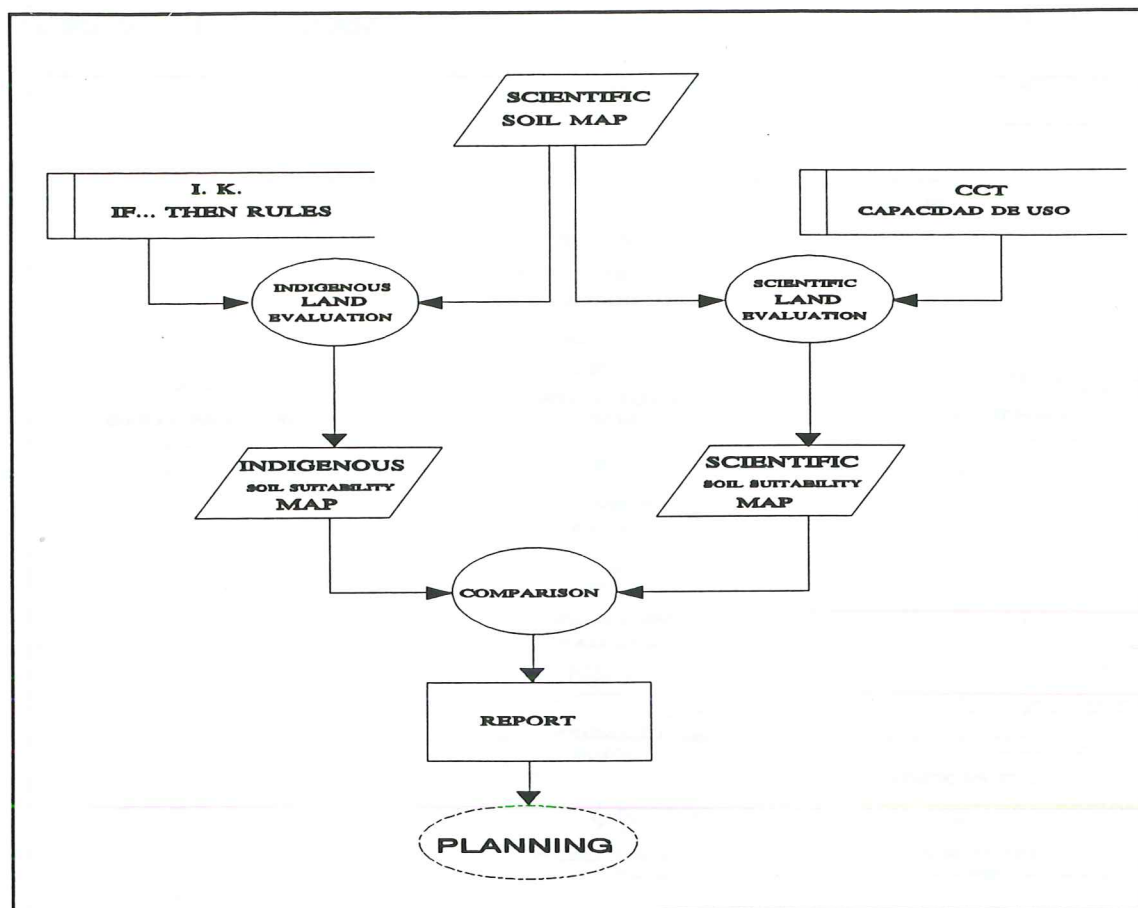 SCIENTIFIC
SOIL MAP
I. K.
IF... THEN RULES
CCT
CAPACIDAD DE USO
INDIGENOUS
LAND
EVALUATION
SCIENTIFIC
LAND
EVALUATION
INDIGENOUS
SOIL SUITABILITY
MAP
SCIENTIFIC
SOIL SUITABILITY
MAP
COMPARISON
REPORT
PLANNING